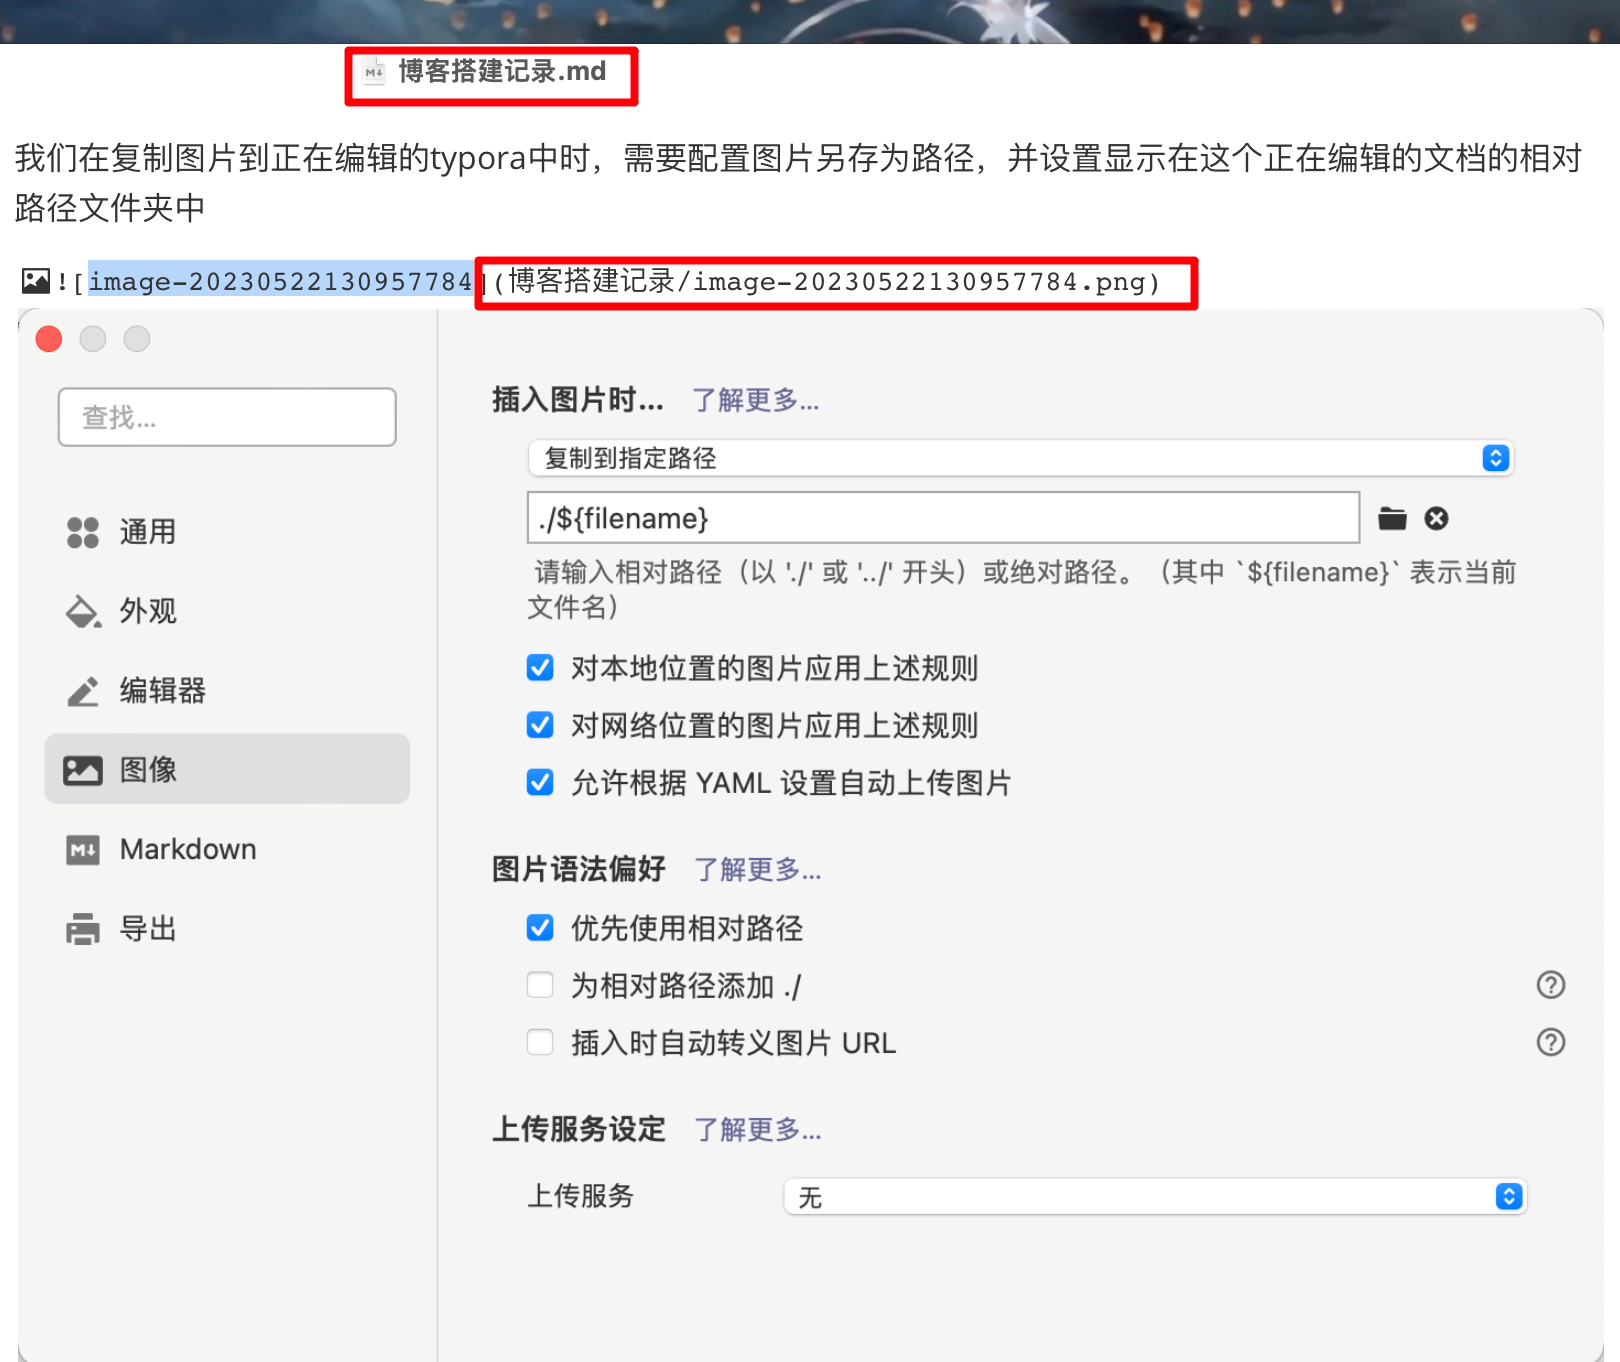 博客搭建记录.md
我们在复制图片到正在编辑的typora中时，需要配置图片另存为路径，并设置显示在这个正在编辑的文档的相对
路径文件夹中
![image-20230522130957784](博客搭建记录/image-20230522130957784.png)
查找...
通用
外观
编辑器
图像
Markdown
导出
插入图片时... 了解更多...
复制到指定路径
./${filename}
请输入相对路径（以 './' 或 '../' 开头）或绝对路径。（其中 `${filename}` 表示当前
文件名）
对本地位置的图片应用上述规则
对网络位置的图片应用上述规则
允许根据 YAML 设置自动上传图片
图片语法偏好 了解更多...
优先使用相对路径
为相对路径添加 ./
插入时自动转义图片 URL
上传服务设定 了解更多...
上传服务 无